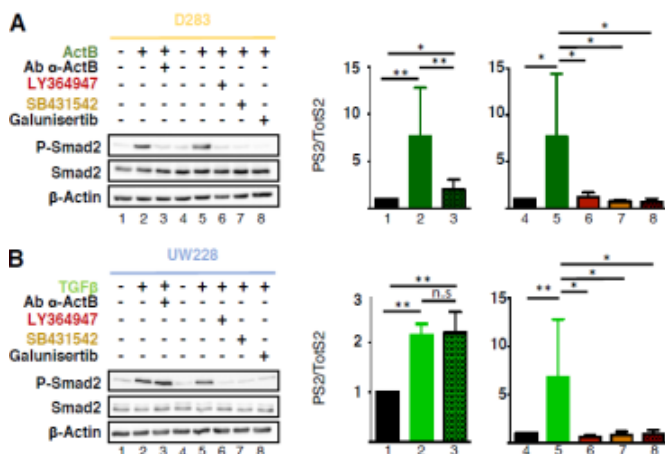 A
D283
ActB - + + - + + + +
Ab α-ActB - - + - - - - -
LY364947 - - - - - + - -
SB431542 - - - - - - + -
Galunisertib - - - - - - - +
P-Smad2
Smad2
β-Actin
1 2 3 4 5 6 7 8
PS2/TotS2
15
10
5
*
**
**
1 2 3
15
10
5
*
*
*
*
4 5 6 7 8
B
UW228
TGFβ - + + - + + + +
Ab α-ActB - - + - - - - -
LY364947 - - - - - + - -
SB431542 - - - - - - + -
Galunisertib - - - - - - - +
P-Smad2
Smad2
β-Actin
1 2 3 4 5 6 7 8
PS2/TotS2
3
2
1
**
n.s
**
1 2 3
15
10
5
*
*
**
*
4 5 6 7 8